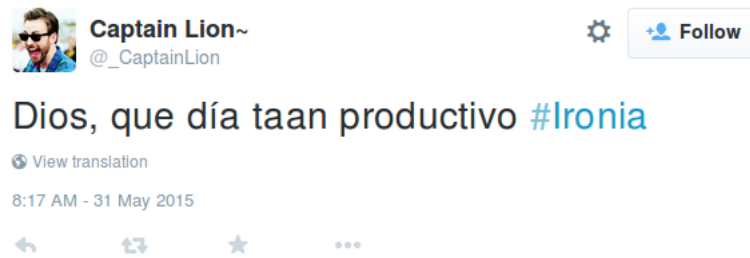 Captain Lion~
@_CaptainLion
Follow
Dios, que día taan productivo #Ironia
View translation
8:17 AM - 31 May 2015